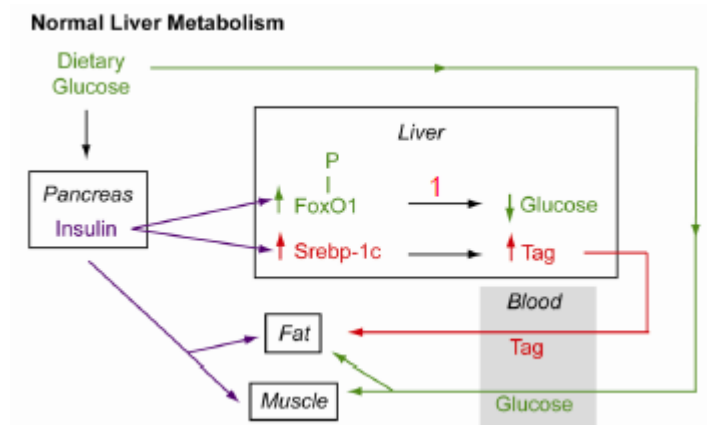 Normal Liver Metabolism
Dietary
Glucose
Liver
P
Pancreas
Insulin
FoxO1
1
Glucose
Srebp-1c
Tag
Blood
Fat
Tag
Muscle
Glucose